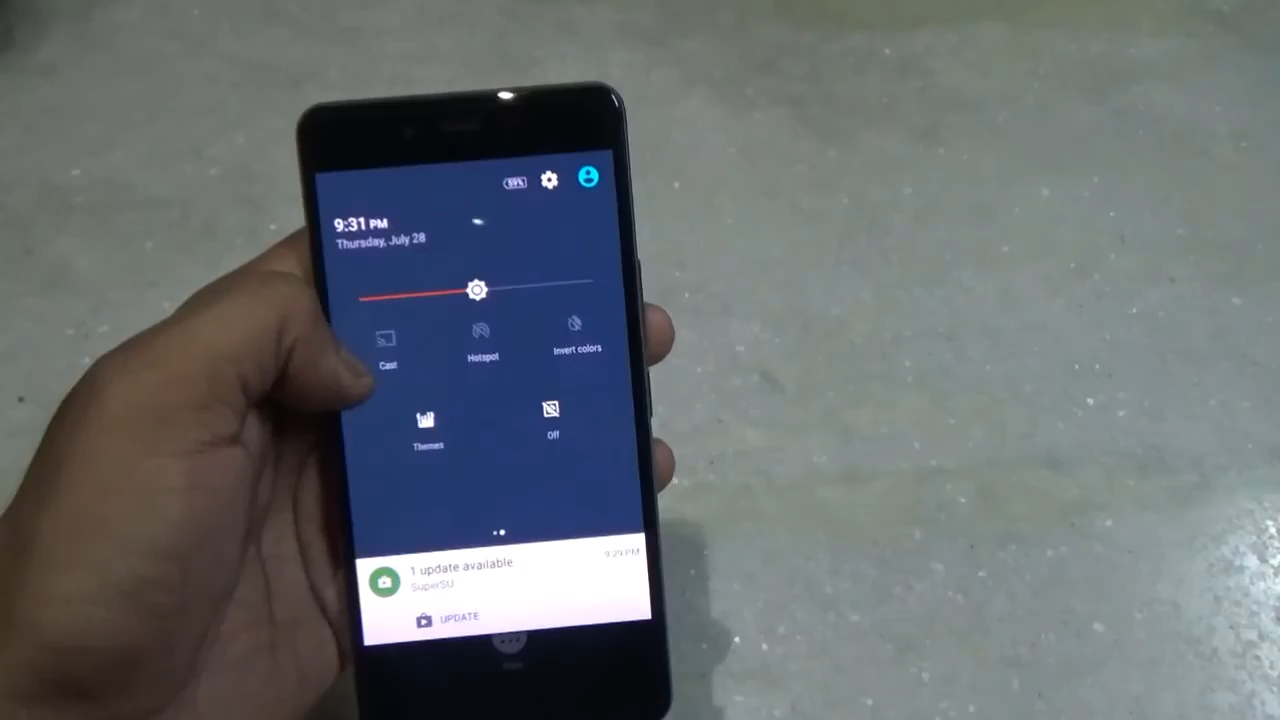 59%
9:31 PM
Thursday, July 28
Cast
Hotspot
Invert colors
Themes
Off
1 update available
9:29 PM
SuperSU
UPDATE